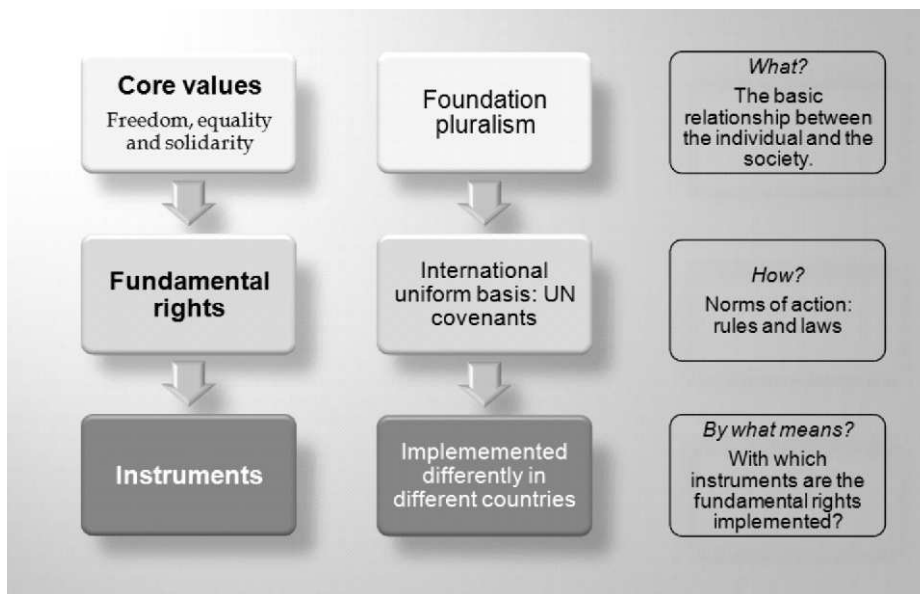 Core values
Freedom, equality
and solidarity
Foundation
pluralism
What?
The basic
relationship between
the individual and the
society.
Fundamental
rights
International
uniform basis: UN
covenants
How?
Norms of action:
rules and laws
Instruments
Implememented
differently in
different countries
By what means?
With which
instruments are the
fundamental rights
implemented?